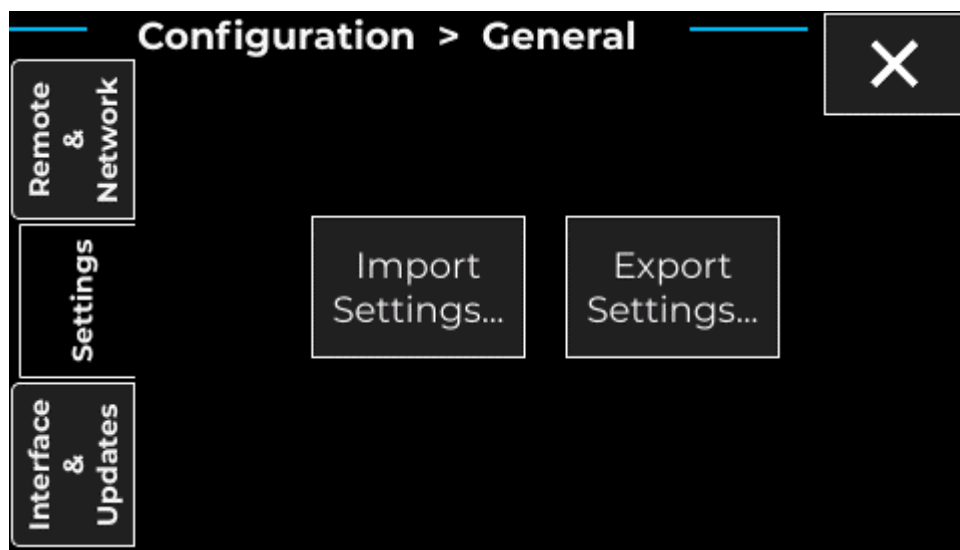 Configuration > General
Remote
&
Network
Settings
Interface
&
Updates
Import
Settings...
Export
Settings...